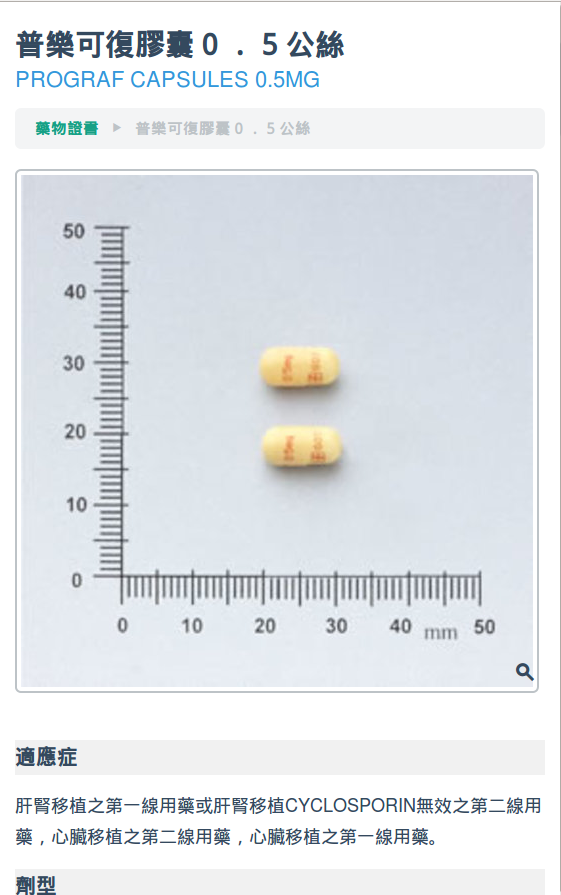 普樂可復膠囊０．５公絲
PROGRAF CAPSULES 0.5MG
藥物證書 ▶ 普樂可復膠囊０．５公絲
50
40
30
20
10
0
0 10 20 30 40 mm 50
適應症
肝腎移植之第一線用藥或肝腎移植CYCLOSPORIN無效之第二線用
藥，心臟移植之第二線用藥，心臟移植之第一線用藥。
劑型